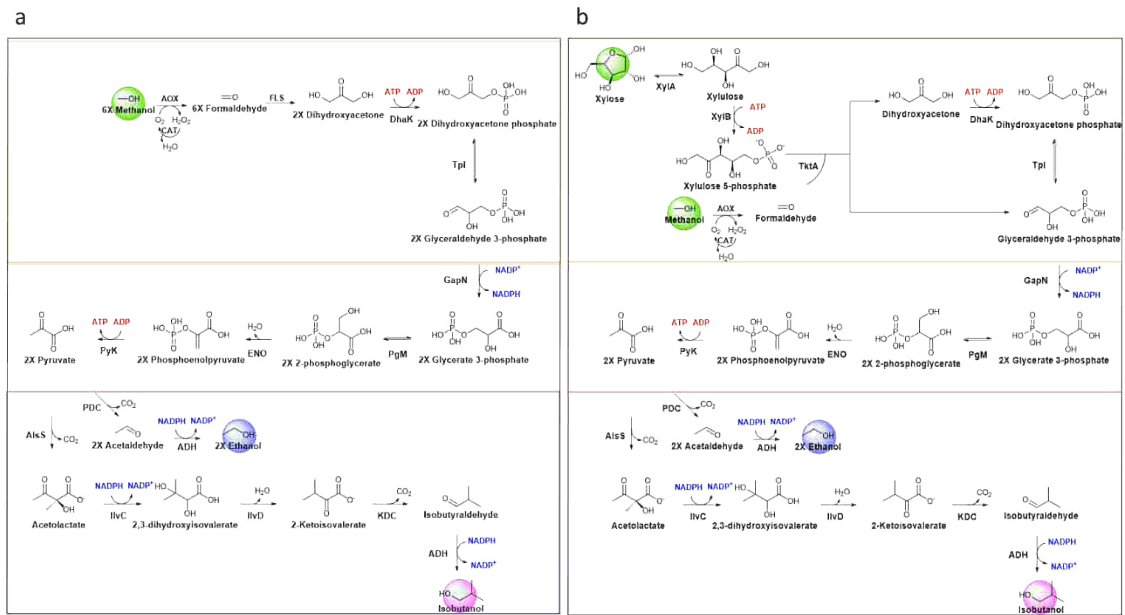 a
6X Methanol
AOX
O2 H2O2
CAT
H2O
6X Formaldehyde
FLS
2X Dihydroxyacetone
ATP ADP
DhaK
2X Dihydroxyacetone phosphate
TpI
2X Glyceraldehyde 3-phosphate
GapN
NADP+
NADPH
2X Pyruvate
ATP ADP
PyK
2X Phosphoenolpyruvate
H2O
ENO
2X 2-phosphoglycerate
PgM
2X Glycerate 3-phosphate
PDC
CO2
AlsS
CO2
2X Acetaldehyde
NADPH NADP+
ADH
2X Ethanol
Acetolactate
NADPH NADP+
IlvC
2,3-dihydroxyisovalerate
H2O
IlvD
2-Ketoisovalerate
CO2
KDC
Isobutyraldehyde
ADH
NADPH
NADP+
Isobutanol
b
Xylose
XylA
Xylulose
XylB
ATP
ADP
Xylulose 5-phosphate
TktA
Methanol
AOX
O2 H2O2
CAT
H2O
Formaldehyde
Dihydroxyacetone
ATP ADP
DhaK
Dihydroxyacetone phosphate
TpI
Glyceraldehyde 3-phosphate
GapN
NADP+
NADPH
2X Pyruvate
ATP ADP
PyK
2X Phosphoenolpyruvate
H2O
ENO
2X 2-phosphoglycerate
PgM
2X Glycerate 3-phosphate
PDC
CO2
AlsS
CO2
2X Acetaldehyde
NADPH NADP+
ADH
2X Ethanol
Acetolactate
NADPH NADP+
IlvC
2,3-dihydroxyisovalerate
H2O
IlvD
2-Ketoisovalerate
CO2
KDC
Isobutyraldehyde
ADH
NADPH
NADP+
Isobutanol